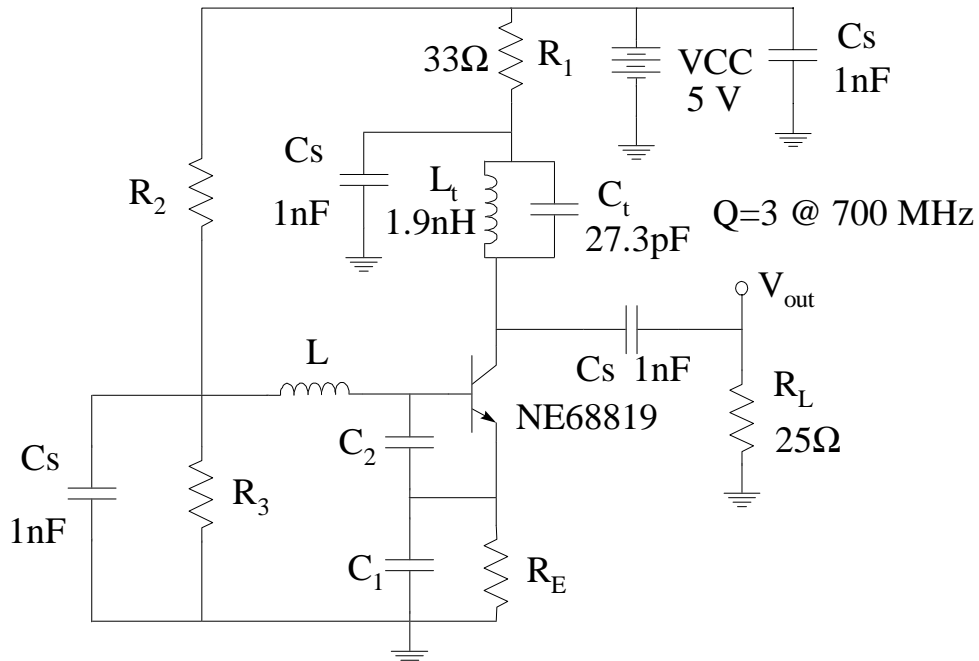 33Ω
R1
VCC
5 V
Cs
1nF
Cs
1nF
R2
Lt
1.9nH
Ct
27.3pF
Q=3 @ 700 MHz
Vout
L
Cs 1nF
RL
25Ω
NE68819
C2
Cs
1nF
R3
C1
RE